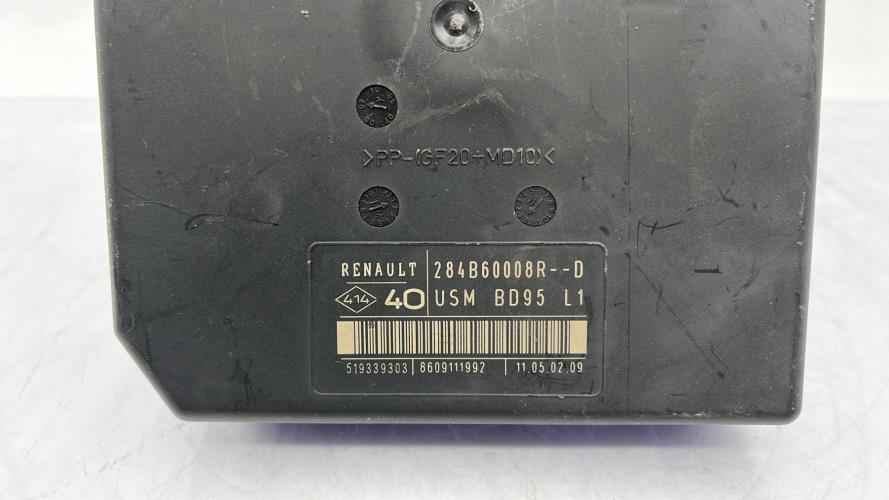 >PP-(GF20+MD10)<
RENAULT 284B60008R--D
414 40 USM BD95 L1
519339303 8609111992 11.05.02.09